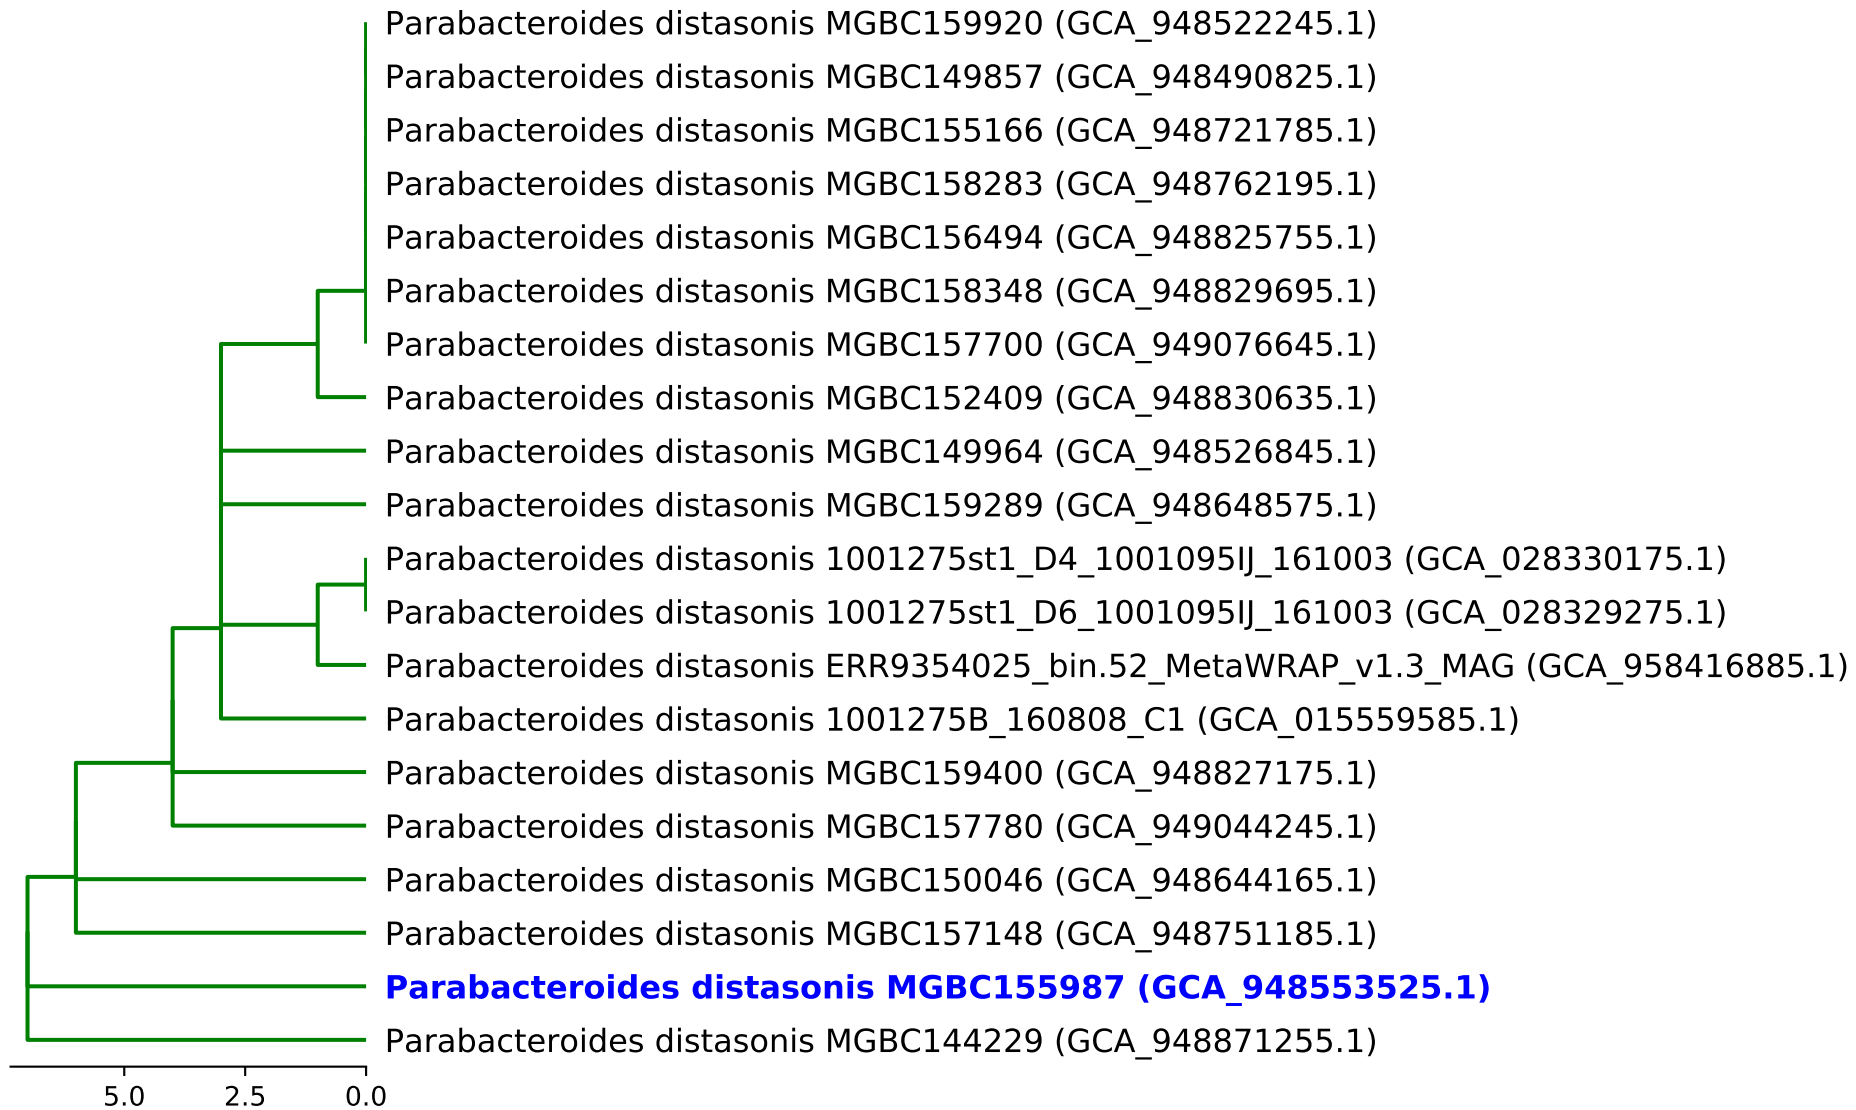 Parabacteroides distasonis MGBC159920 (GCA_948522245.1)
Parabacteroides distasonis MGBC149857 (GCA_948490825.1)
Parabacteroides distasonis MGBC155166 (GCA_948721785.1)
Parabacteroides distasonis MGBC158283 (GCA_948762195.1)
Parabacteroides distasonis MGBC156494 (GCA_948825755.1)
Parabacteroides distasonis MGBC158348 (GCA_948829695.1)
Parabacteroides distasonis MGBC157700 (GCA_949076645.1)
Parabacteroides distasonis MGBC152409 (GCA_948830635.1)
Parabacteroides distasonis MGBC149964 (GCA_948526845.1)
Parabacteroides distasonis MGBC159289 (GCA_948648575.1)
Parabacteroides distasonis 1001275st1_D4_1001095IJ_161003 (GCA_028330175.1)
Parabacteroides distasonis 1001275st1_D6_1001095IJ_161003 (GCA_028329275.1)
Parabacteroides distasonis ERR9354025_bin.52_MetaWRAP_v1.3_MAG (GCA_958416885.1)
Parabacteroides distasonis 1001275B_160808_C1 (GCA_015559585.1)
Parabacteroides distasonis MGBC159400 (GCA_948827175.1)
Parabacteroides distasonis MGBC157780 (GCA_949044245.1)
Parabacteroides distasonis MGBC150046 (GCA_948644165.1)
Parabacteroides distasonis MGBC157148 (GCA_948751185.1)
Parabacteroides distasonis MGBC155987 (GCA_948553525.1)
Parabacteroides distasonis MGBC144229 (GCA_948871255.1)
5.0 2.5 0.0